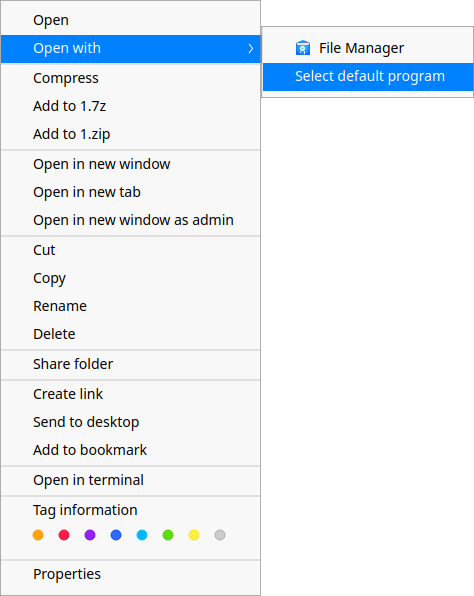 Open
Open with
File Manager
Select default program
Compress
Add to 1.7z
Add to 1.zip
Open in new window
Open in new tab
Open in new window as admin
Cut
Copy
Rename
Delete
Share folder
Create link
Send to desktop
Add to bookmark
Open in terminal
Tag information
Properties